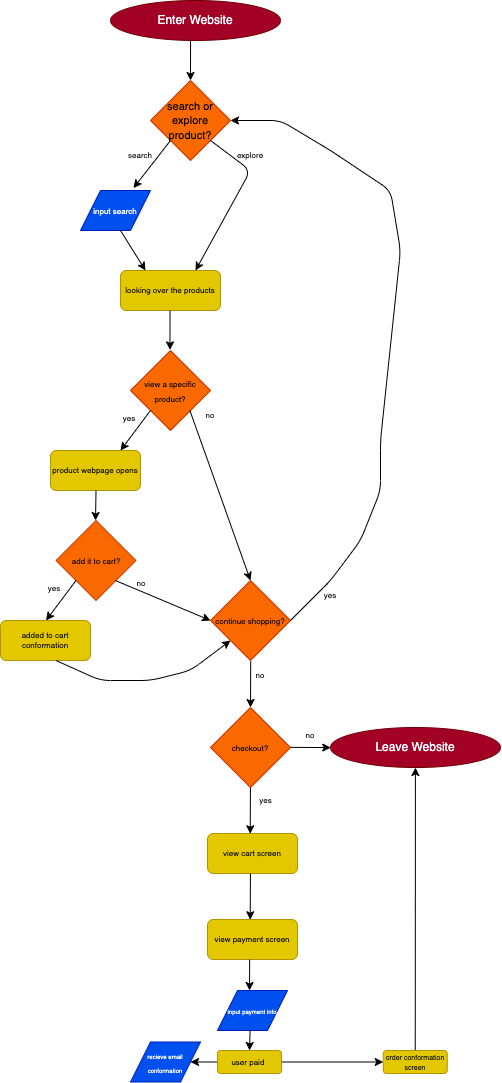 Enter Website
search or
explore
product?
search
explore
input search
looking over the products
view a specific
product?
yes
no
product webpage opens
add it to cart?
yes
no
added to cart
conformation
continue shopping?
yes
no
checkout?
no
Leave Website
yes
view cart screen
view payment screen
input payment info
recieve email
conformation
user paid
order conformation
screen